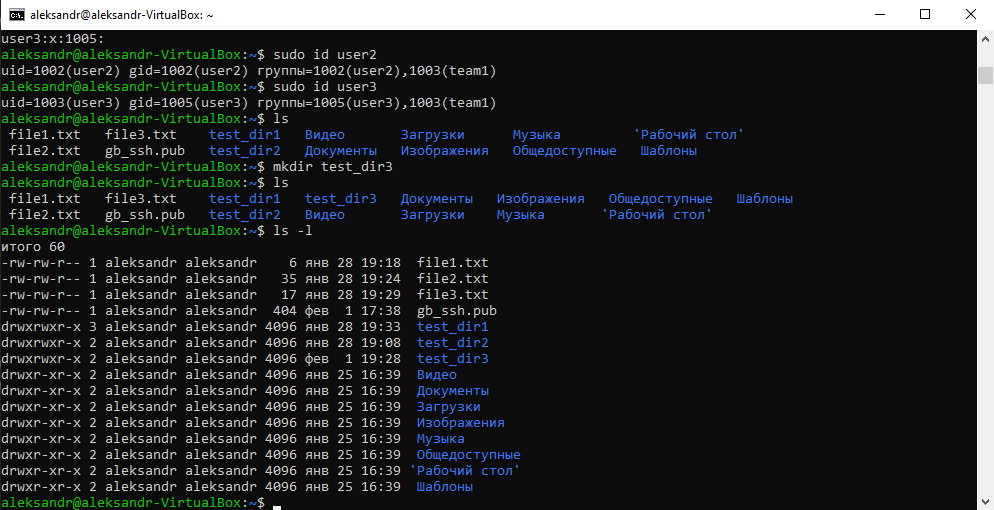 aleksandr@aleksandr-VirtualBox: ~
user3:x:1005:
aleksandr@aleksandr-VirtualBox:~$ sudo id user2
uid=1002(user2) gid=1002(user2) группы=1002(user2),1003(team1)
aleksandr@aleksandr-VirtualBox:~$ sudo id user3
uid=1003(user3) gid=1005(user3) группы=1005(user3),1003(team1)
aleksandr@aleksandr-VirtualBox:~$ ls
file1.txt file3.txt test_dir1 Видео Загрузки Музыка 'Рабочий стол'
file2.txt gb_ssh.pub test_dir2 Документы Изображения Общедоступные Шаблоны
aleksandr@aleksandr-VirtualBox:~$ mkdir test_dir3
aleksandr@aleksandr-VirtualBox:~$ ls
file1.txt file3.txt test_dir1 test_dir3 Документы Изображения Общедоступные Шаблоны
file2.txt gb_ssh.pub test_dir2 Видео Загрузки Музыка 'Рабочий стол'
aleksandr@aleksandr-VirtualBox:~$ ls -l
итого 60
-rw-rw-r-- 1 aleksandr aleksandr 6 янв 28 19:18 file1.txt
-rw-rw-r-- 1 aleksandr aleksandr 35 янв 28 19:24 file2.txt
-rw-rw-r-- 1 aleksandr aleksandr 17 янв 28 19:29 file3.txt
-rw-rw-r-- 1 aleksandr aleksandr 404 фев 1 17:38 gb_ssh.pub
drwxrwxr-x 3 aleksandr aleksandr 4096 янв 28 19:33 test_dir1
drwxrwxr-x 2 aleksandr aleksandr 4096 янв 28 19:08 test_dir2
drwxrwxr-x 2 aleksandr aleksandr 4096 фев 1 19:28 test_dir3
drwxr-xr-x 2 aleksandr aleksandr 4096 янв 25 16:39 Видео
drwxr-xr-x 2 aleksandr aleksandr 4096 янв 25 16:39 Документы
drwxr-xr-x 2 aleksandr aleksandr 4096 янв 25 16:39 Загрузки
drwxr-xr-x 2 aleksandr aleksandr 4096 янв 25 16:39 Изображения
drwxr-xr-x 2 aleksandr aleksandr 4096 янв 25 16:39 Музыка
drwxr-xr-x 2 aleksandr aleksandr 4096 янв 25 16:39 Общедоступные
drwxr-xr-x 2 aleksandr aleksandr 4096 янв 25 16:39 'Рабочий стол'
drwxr-xr-x 2 aleksandr aleksandr 4096 янв 25 16:39 Шаблоны
aleksandr@aleksandr-VirtualBox:~$